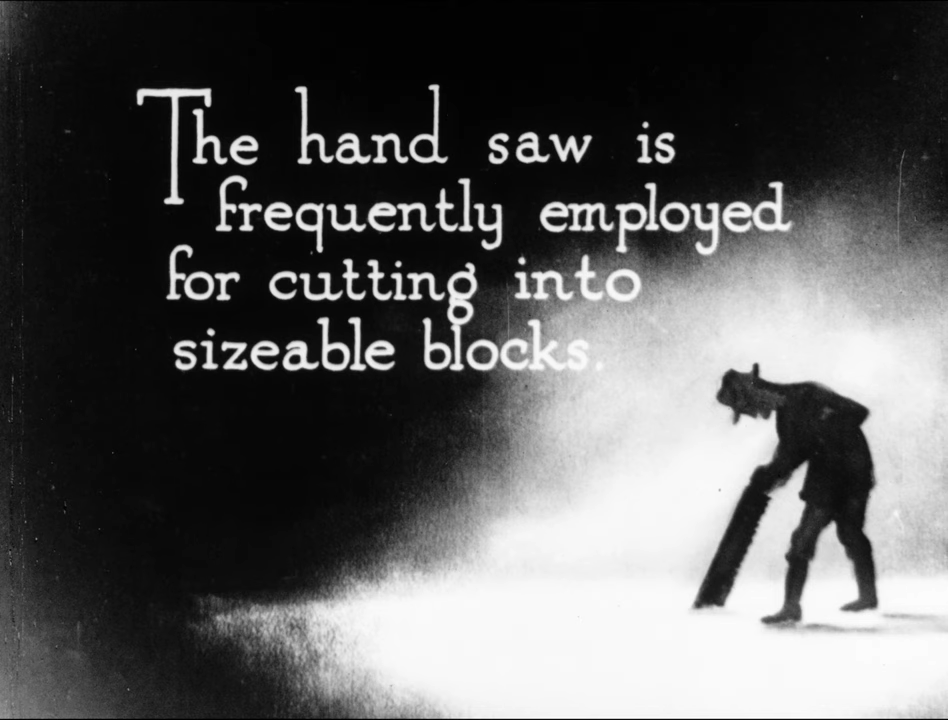 The hand saw is
frequently employed
for cutting into
sizeable blocks.